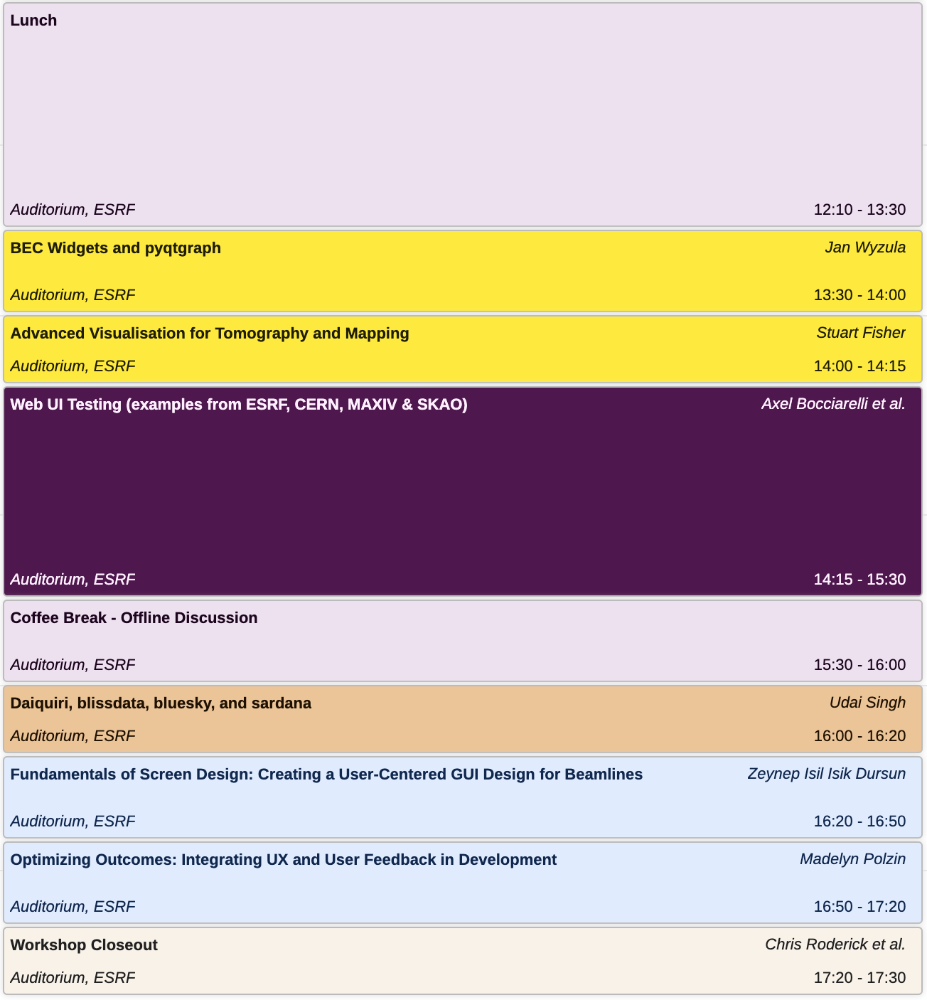 Lunch
Auditorium, ESRF 12:10 - 13:30
BEC Widgets and pyqtgraph Jan Wyzula
Auditorium, ESRF 13:30 - 14:00
Advanced Visualisation for Tomography and Mapping Stuart Fisher
Auditorium, ESRF 14:00 - 14:15
Web UI Testing (examples from ESRF, CERN, MAXIV & SKAO) Axel Bocciarelli et al.
Auditorium, ESRF 14:15 - 15:30
Coffee Break - Offline Discussion
Auditorium, ESRF 15:30 - 16:00
Daiquiri, blissdata, bluesky, and sardana Udai Singh
Auditorium, ESRF 16:00 - 16:20
Fundamentals of Screen Design: Creating a User-Centered GUI Design for Beamlines Zeynep Isil Isik Dursun
Auditorium, ESRF 16:20 - 16:50
Optimizing Outcomes: Integrating UX and User Feedback in Development Madelyn Polzin
Auditorium, ESRF 16:50 - 17:20
Workshop Closeout Chris Roderick et al.
Auditorium, ESRF 17:20 - 17:30